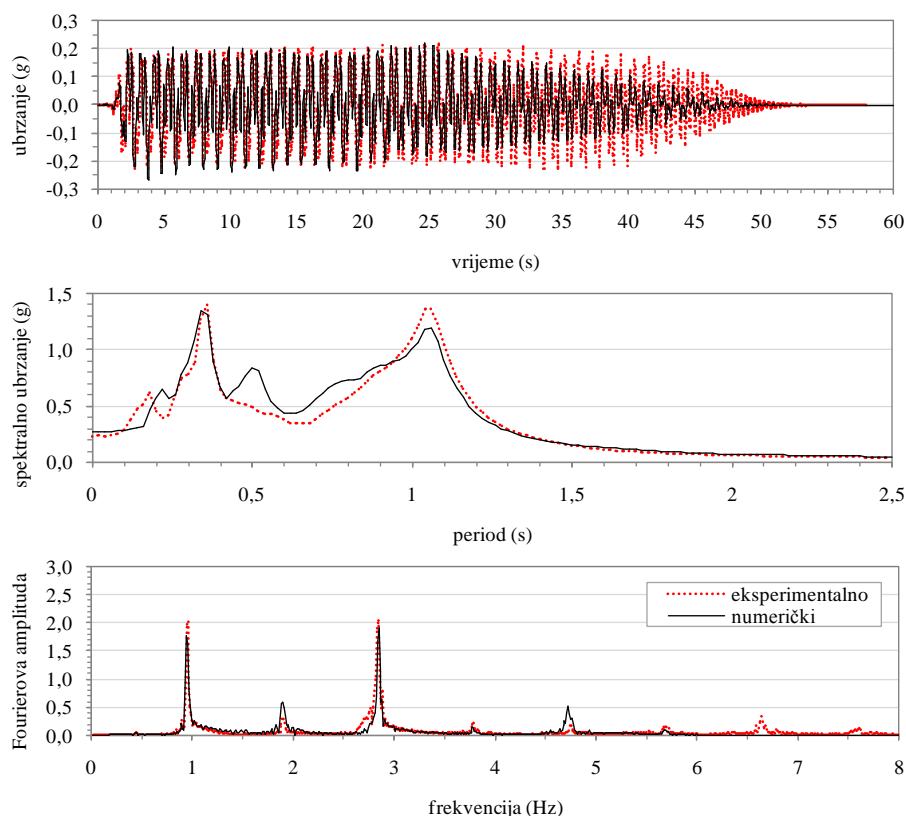 0,3
0,2
0,1
0,0
-0,1
-0,2
-0,3
ubrzanje (g)
0 5 10 15 20 25 30 35 40 45 50 55 60
vrijeme (s)
1,5
1,0
0,5
0,0
spektralno ubrzanje (g)
0 0,5 1 1,5 2 2,5
period (s)
3,0
2,5
2,0
1,5
1,0
0,5
0,0
Fourierova amplituda
eksperimentalno
numerički
0 1 2 3 4 5 6 7 8
frekvencija (Hz)